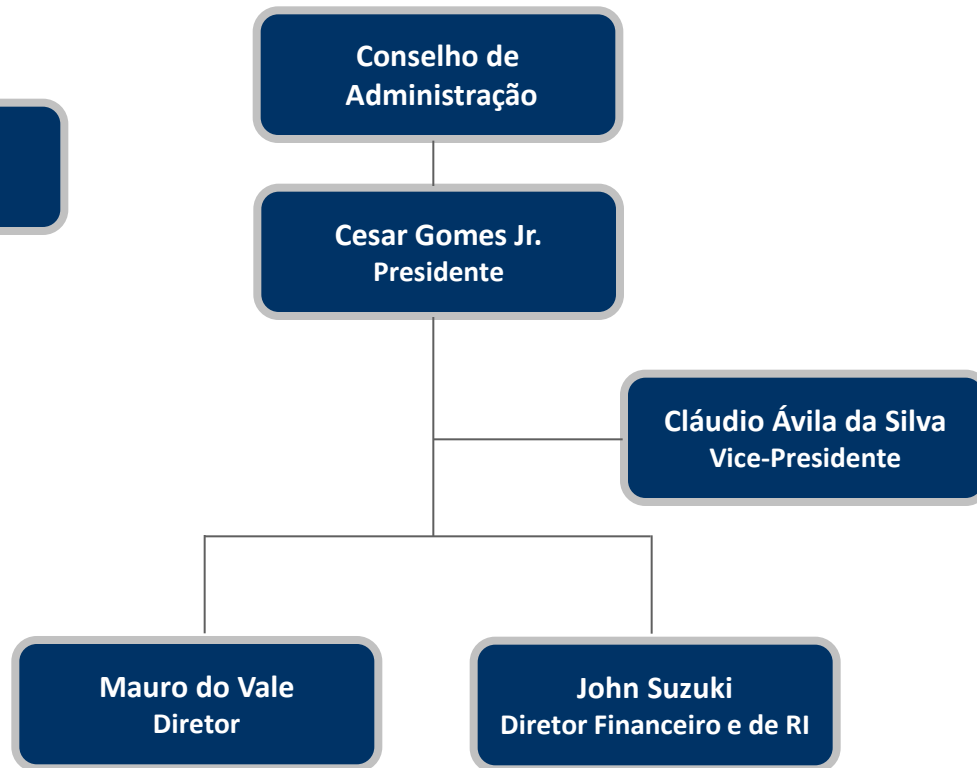 Conselho de
Administração
Cesar Gomes Jr.
Presidente
Cláudio Ávila da Silva
Vice-Presidente
Mauro do Vale
Diretor
John Suzuki
Diretor Financeiro e de RI